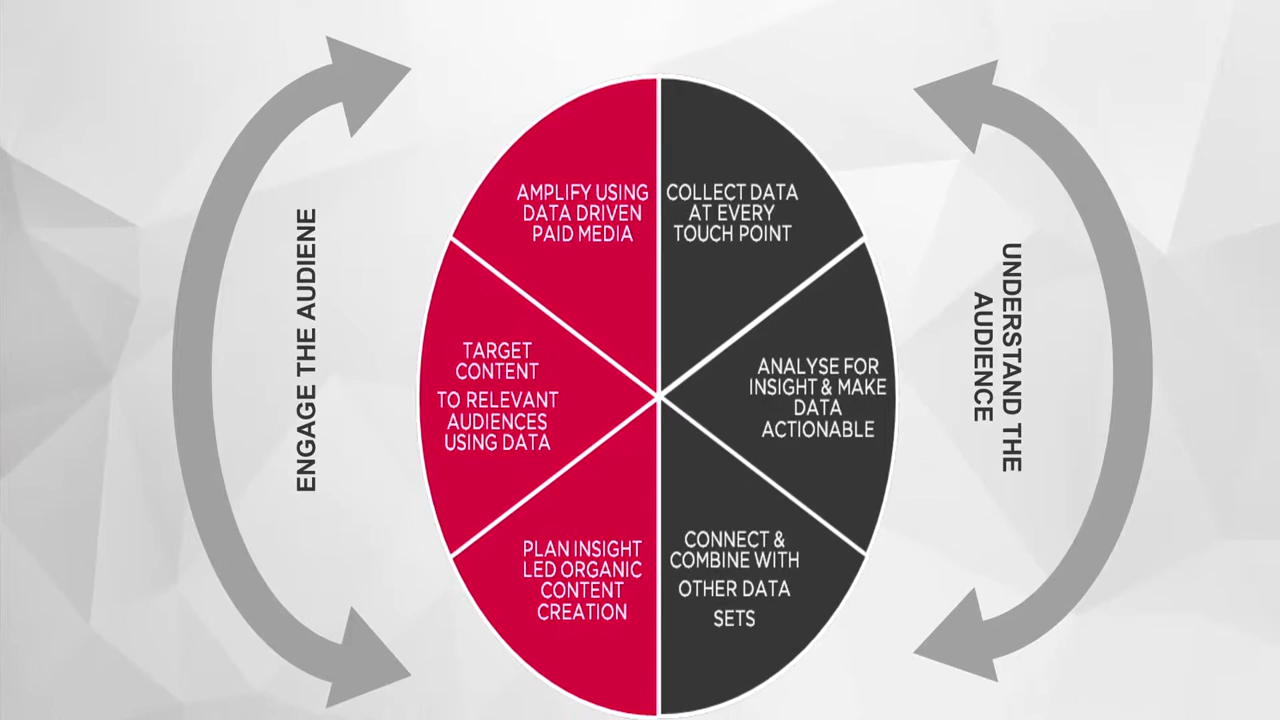 ENGAGE THE AUDIENE
AMPLIFY USING
DATA DRIVEN
PAID MEDIA
TARGET
CONTENT
TO RELEVANT
AUDIENCES
USING DATA
PLAN INSIGHT
LED ORGANIC
CONTENT
CREATION
COLLECT DATA
AT EVERY
TOUCH POINT
ANALYSE FOR
INSIGHT & MAKE
DATA
ACTIONABLE
CONNECT &
COMBINE WITH
OTHER DATA
SETS
UNDERSTAND THE
AUDIENCE